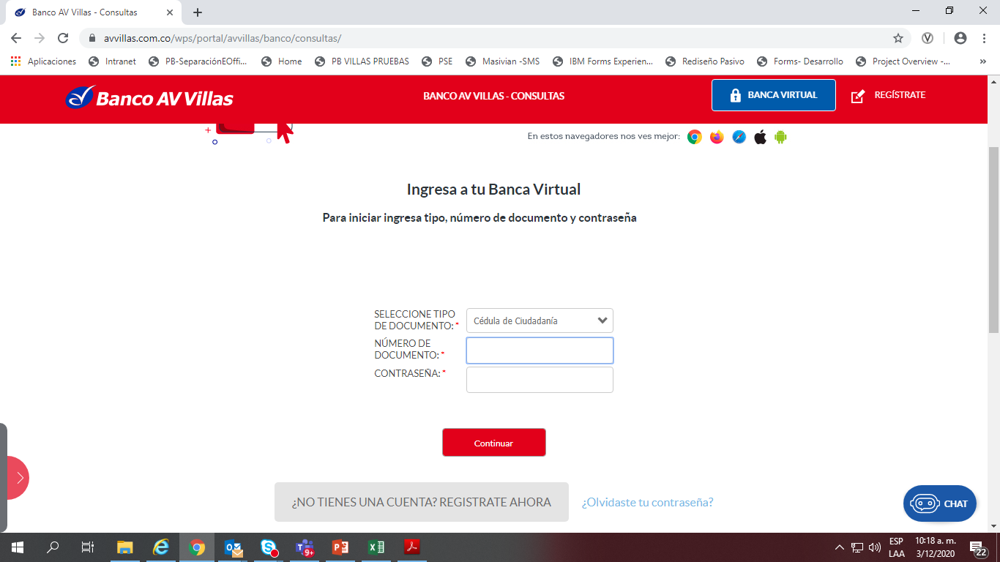 Banco AV Villas - Consultas
avvillas.com.co/wps/portal/avvillas/banco/consultas/
Aplicaciones
Intranet
PB-SeparaciónEOffi...
Home
PB VILLAS PRUEBAS
PSE
Masivian -SMS
IBM Forms Experien...
Rediseño Pasivo
Forms- Desarrollo
Project Overview -...
Banco AV Villas
BANCO AV VILLAS - CONSULTAS
BANCA VIRTUAL
REGÍSTRATE
En estos navegadores nos ves mejor:
Ingresa a tu Banca Virtual
Para iniciar ingresa tipo, número de documento y contraseña
SELECCIONE TIPO
DE DOCUMENTO: *
Cédula de Ciudadanía
NÚMERO DE
DOCUMENTO: *
CONTRASEÑA: *
Continuar
¿NO TIENES UNA CUENTA? REGISTRATE AHORA
¿Olvidaste tu contraseña?
CHAT
9+
ESP
LAA
10:18 a. m.
3/12/2020
22